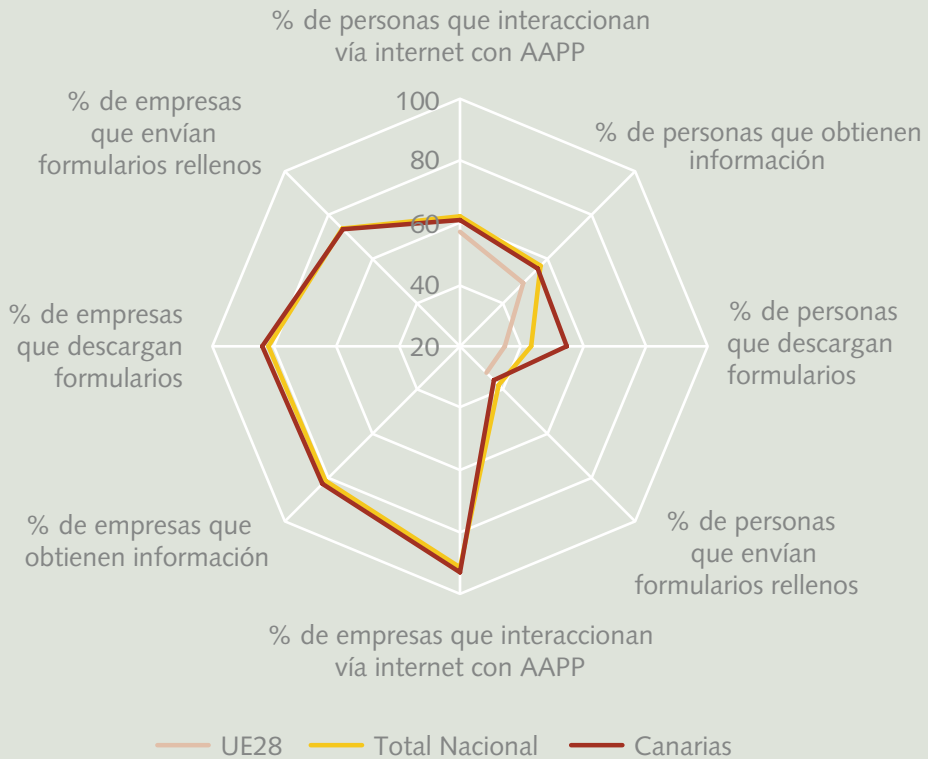 % de personas que interaccionan
vía internet con AAPP
% de empresas
que envían
formularios rellenos
100
80
60
40
20
% de personas que obtienen
información
% de empresas
que descargan
formularios
% de personas
que descargan
formularios
% de empresas que
obtienen información
% de personas
que envían
formularios rellenos
% de empresas que interaccionan
vía internet con AAPP
UE28
Total Nacional
Canarias